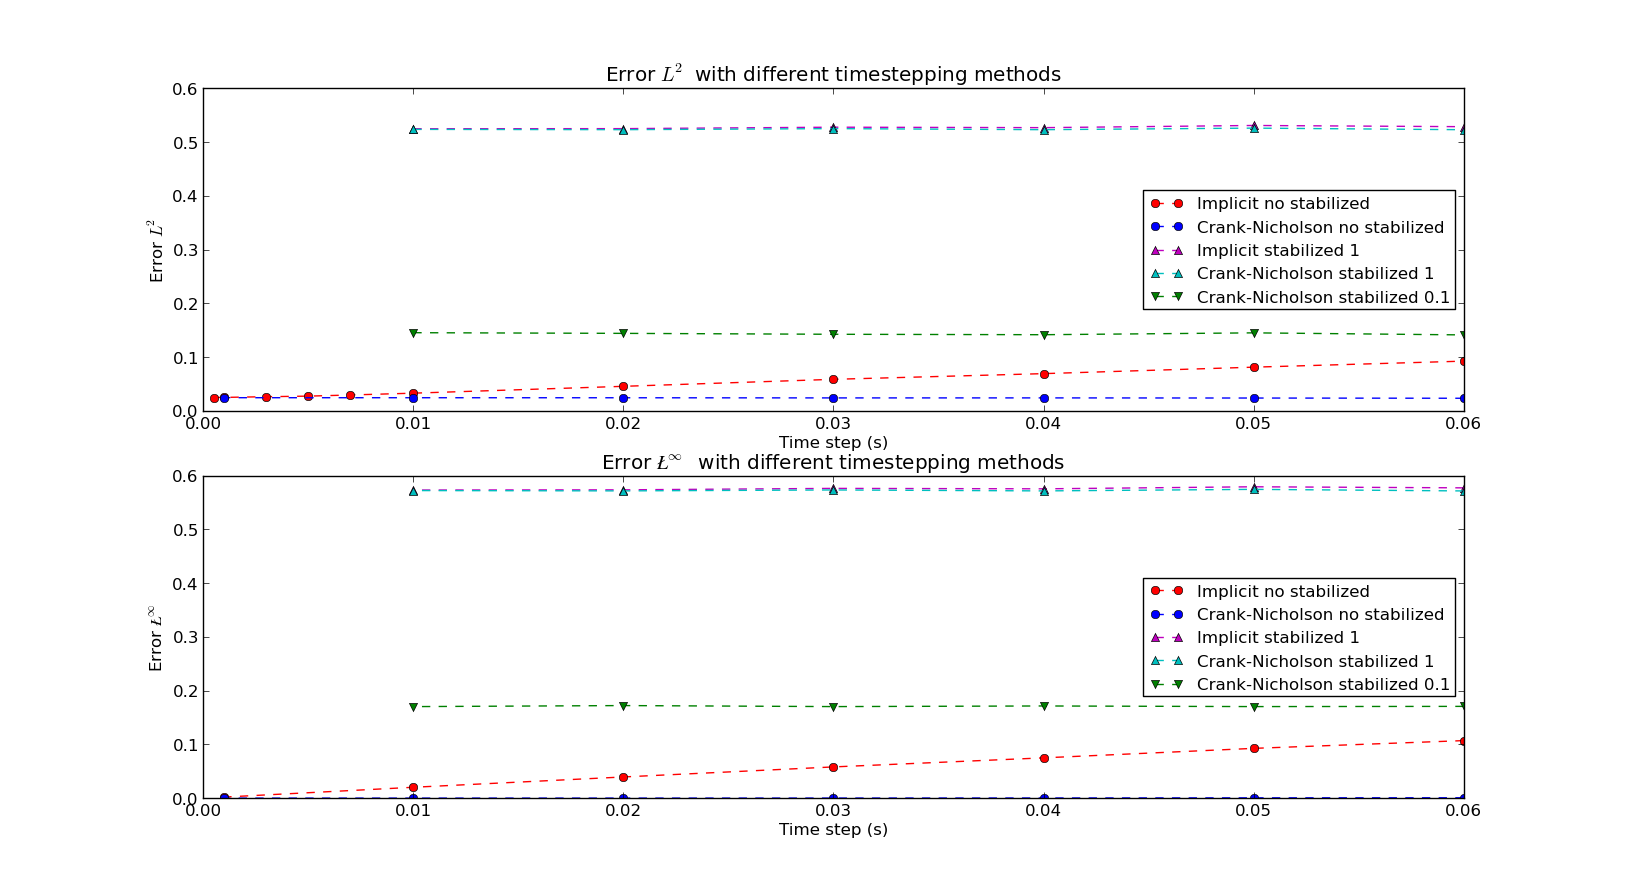 Error L² with different timestepping methods
0.6
0.5
0.4
0.3
0.2
0.1
0.0
Error L²
Implicit no stabilized
Crank-Nicholson no stabilized
Implicit stabilized 1
Crank-Nicholson stabilized 1
Crank-Nicholson stabilized 0.1
0.00 0.01 0.02 0.03 0.04 0.05 0.06
Time step (s)
Error Ł∞ with different timestepping methods
0.6
0.5
0.4
0.3
0.2
0.1
0.0
Error Ł∞
Implicit no stabilized
Crank-Nicholson no stabilized
Implicit stabilized 1
Crank-Nicholson stabilized 1
Crank-Nicholson stabilized 0.1
0.00 0.01 0.02 0.03 0.04 0.05 0.06
Time step (s)